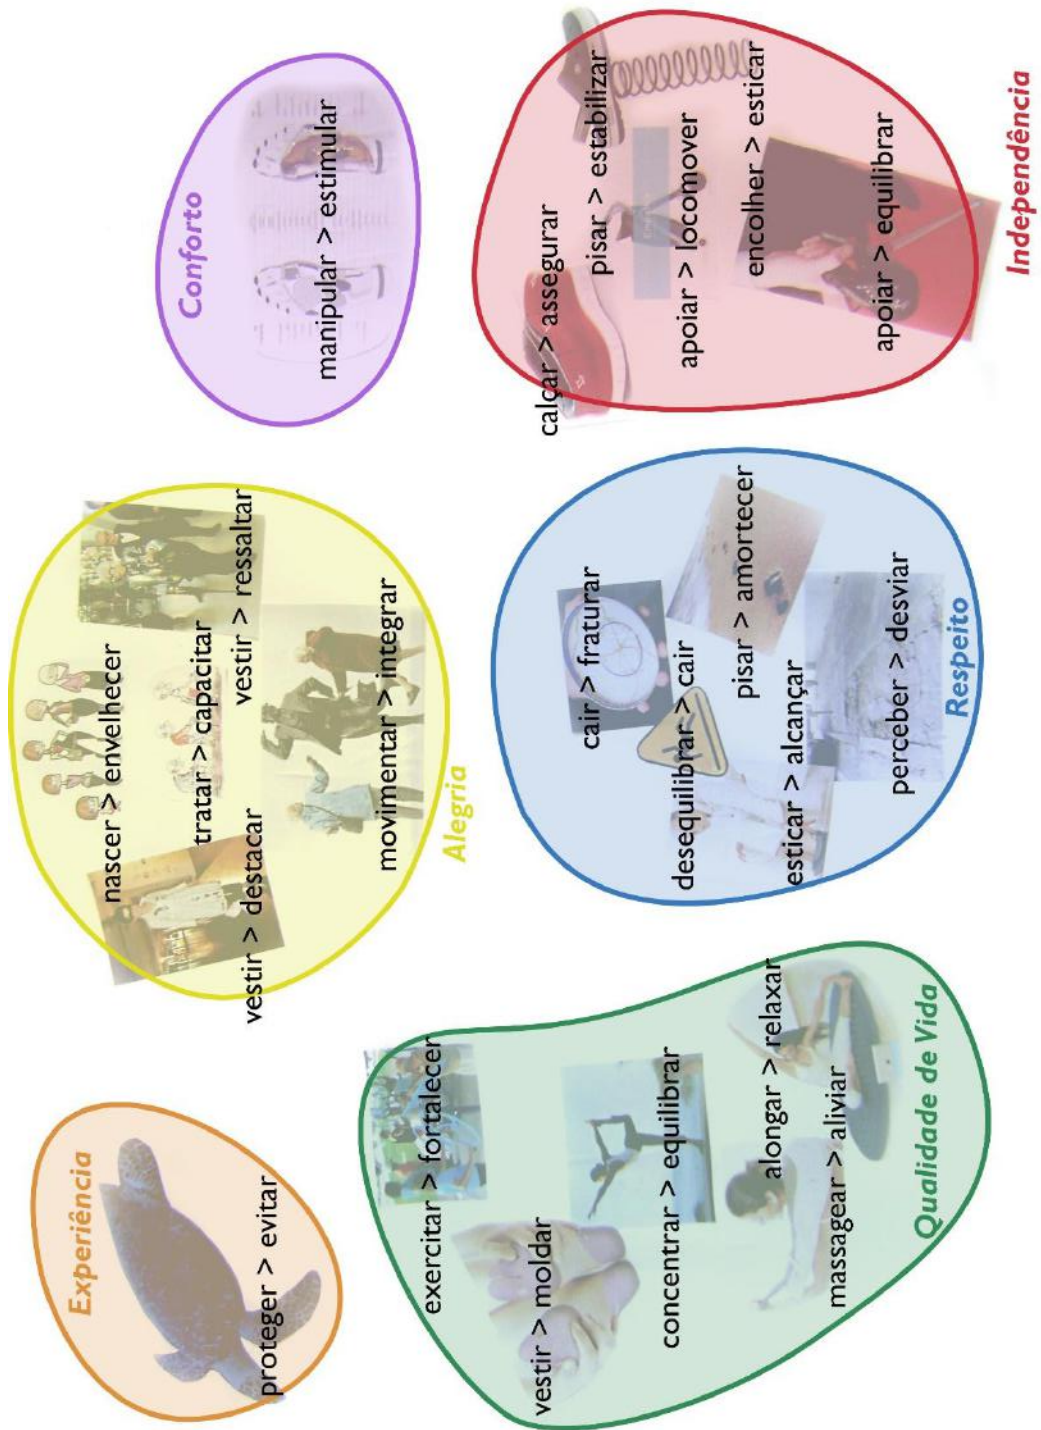 Experiência
proteger > evitar
Alegria
nascer > envelhecer
tratar > capacitar
vestir > destacar
vestir > ressaltar
movimentar > integrar
Conforto
manipular > estimular
Qualidade de Vida
exercitar > fortalecer
vestir > moldar
concentrar > equilibrar
alongar > relaxar
massagear > aliviar
Respeito
cair > fraturar
desequilibrar > cair
pisar > amortecer
esticar > alcançar
perceber > desviar
Independência
calçar > assegurar
pisar > estabilizar
apoiar > locomover
encolher > esticar
apoiar > equilibrar